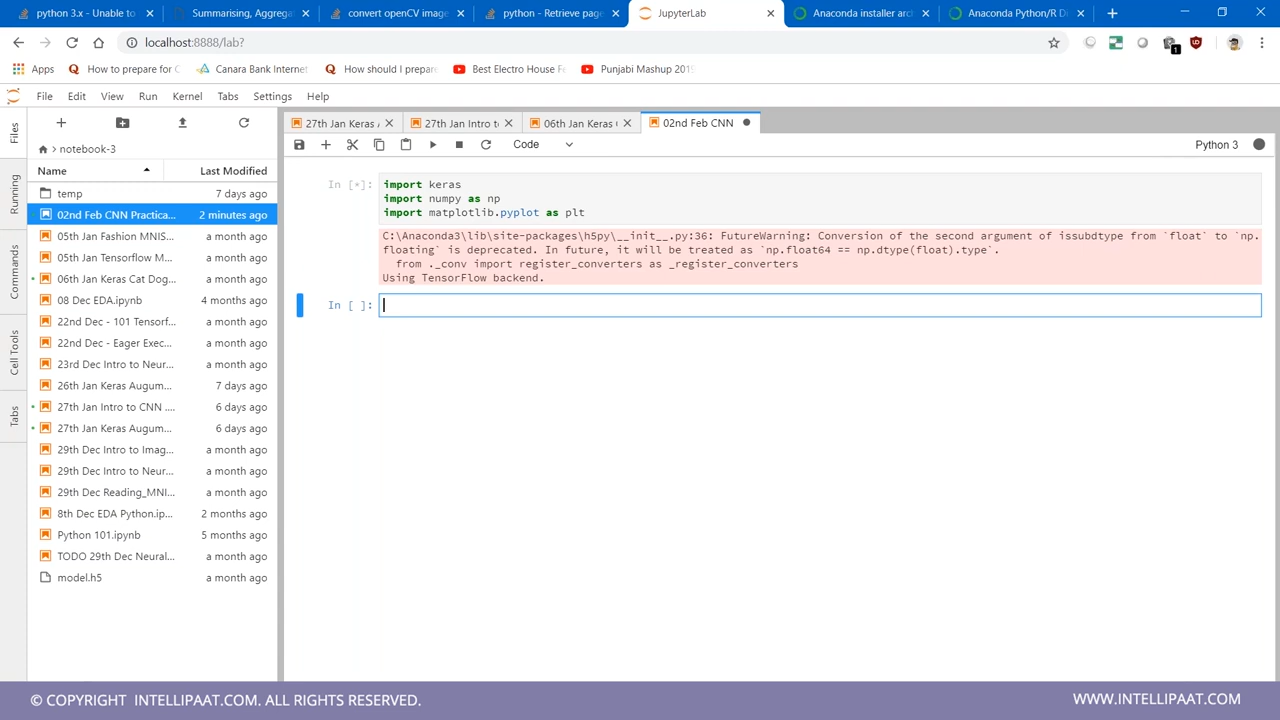 python 3.x - Unable to
Summarising, Aggrega
convert openCV image
python - Retrieve page
JupyterLab
Anaconda installer arc
Anaconda Python/R Di
localhost:8888/lab?
1
Apps
How to prepare for C
Canara Bank Internet
How should I prepare
Best Electro House Fe
Punjabi Mashup 2019
File Edit View Run Kernel Tabs Settings Help
Files
Running
Commands
Cell Tools
Tabs
notebook-3
Name Last Modified
temp 7 days ago
02nd Feb CNN Practica... 2 minutes ago
05th Jan Fashion MNIS... a month ago
05th Jan Tensorflow M... a month ago
06th Jan Keras Cat Dog... a month ago
08 Dec EDA.ipynb 4 months ago
22nd Dec - 101 Tensorf... a month ago
22nd Dec - Eager Exec... a month ago
23rd Dec Intro to Neur... a month ago
26th Jan Keras Augum... 7 days ago
27th Jan Intro to CNN .... 6 days ago
27th Jan Keras Augum... 6 days ago
29th Dec Intro to Imag... a month ago
29th Dec Intro to Neur... a month ago
29th Dec Reading_MNI... a month ago
8th Dec EDA Python.ip... 2 months ago
Python 101.ipynb 5 months ago
TODO 29th Dec Neural... a month ago
model.h5 a month ago
27th Jan Keras
27th Jan Intro t
06th Jan Keras
02nd Feb CNN
Code
Python 3
In [*]: import keras
import numpy as np
import matplotlib.pyplot as plt
C:\Anaconda3\lib\site-packages\h5py\__init__.py:36: FutureWarning: Conversion of the second argument of issubdtype from `float` to `np.
floating` is deprecated. In future, it will be treated as `np.float64 == np.dtype(float).type`.
from ._conv import register_converters as _register_converters
Using TensorFlow backend.
In [ ]:
© COPYRIGHT INTELLIPAAT.COM. ALL RIGHTS RESERVED.
WWW.INTELLIPAAT.COM